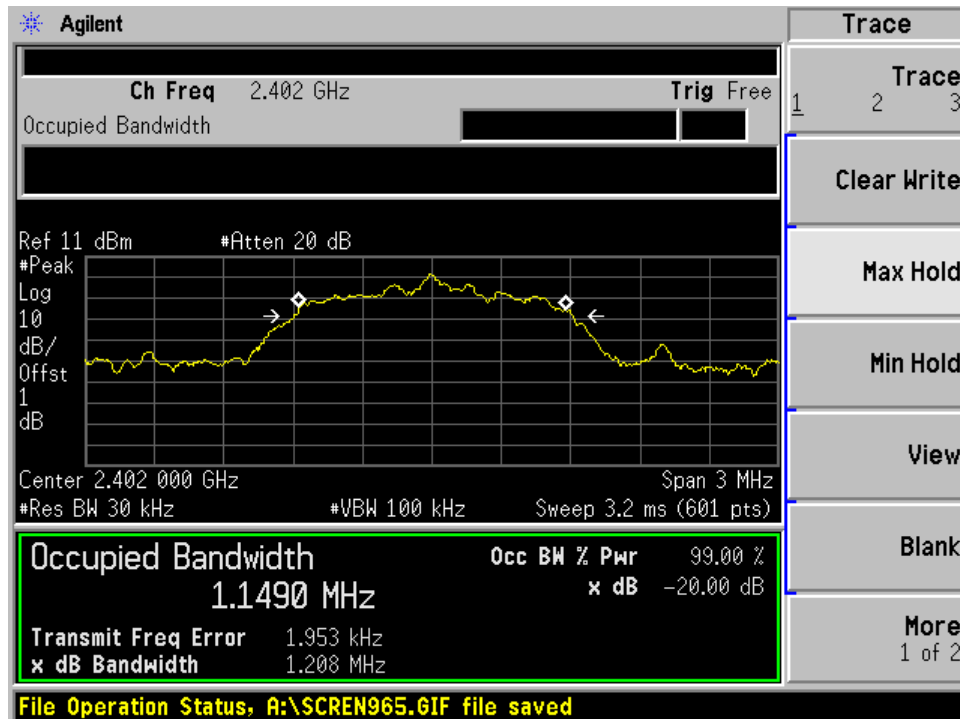 Agilent
Ch Freq 2.402 GHz Trig Free
Occupied Bandwidth
Ref 11 dBm #Atten 20 dB
#Peak
Log
10
dB/
Offst
1
dB
Center 2.402 000 GHz Span 3 MHz
#Res BW 30 kHz #VBW 100 kHz Sweep 3.2 ms (601 pts)
Occupied Bandwidth
1.1490 MHz
Occ BW % Pwr 99.00 %
x dB -20.00 dB
Transmit Freq Error 1.953 kHz
x dB Bandwidth 1.208 MHz
File Operation Status, A:\SCREN965.GIF file saved
Trace
Trace
1 2 3
Clear Write
Max Hold
Min Hold
View
Blank
More
1 of 2